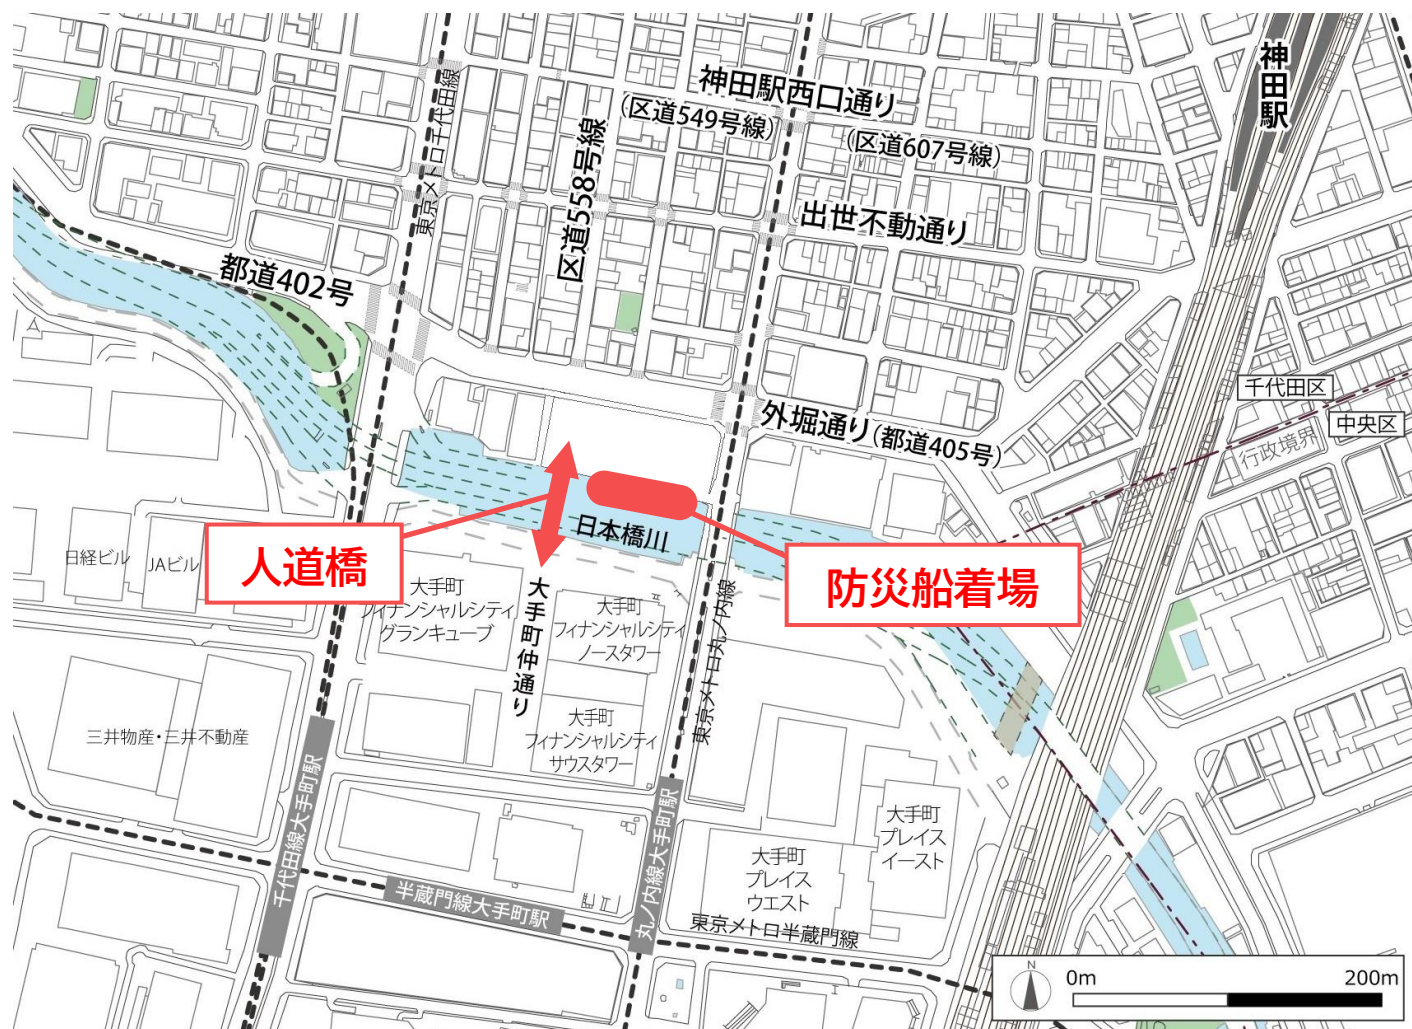 神田駅
神田駅西口通り
(区道549号線)
(区道607号線)
東京メトロ千代田線
区道558号線
出世不動通り
都道402号
外堀通り(都道405号)
千代田区
中央区
行政境界
人道橋
日本橋川
防災船着場
日経ビル
JAビル
大手町
フィナンシャルシティ
グランキューブ
大手町仲通り
大手町
フィナンシャルシティ
ノースタワー
東京メトロ丸ノ内線
大手町
フィナンシャルシティ
サウスタワー
三井物産・三井不動産
千代田線大手町駅
丸ノ内線大手町駅
半蔵門線大手町駅
大手町
プレイス
イースト
大手町
プレイス
ウエスト
東京メトロ半蔵門線
N
0m
200m